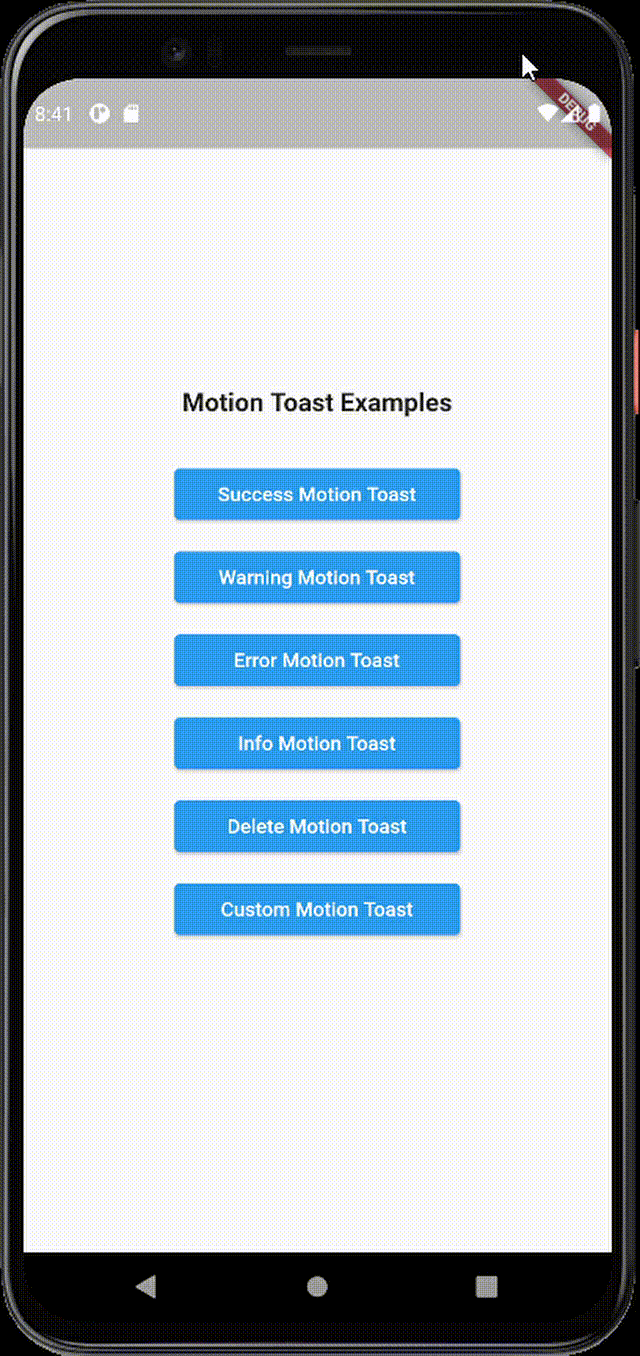 8:41
DEBUG
Motion Toast Examples
Success Motion Toast
Warning Motion Toast
Error Motion Toast
Info Motion Toast
Delete Motion Toast
Custom Motion Toast